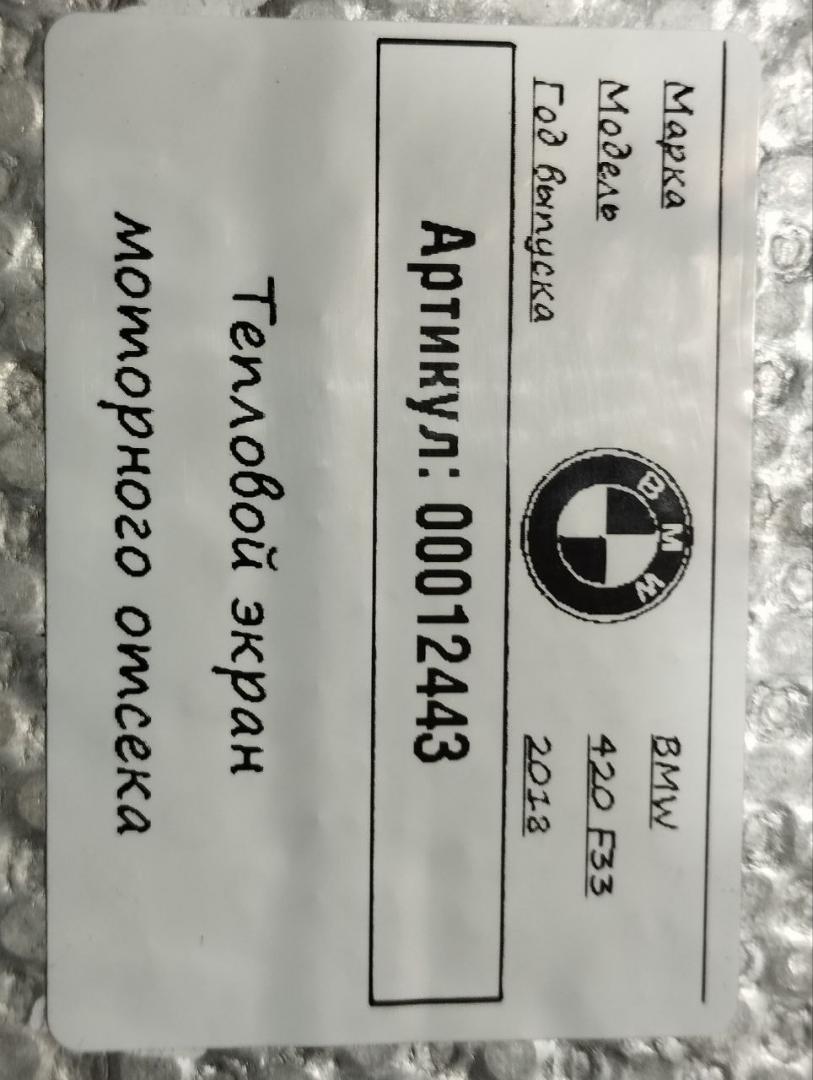 Марка BMW
Модель 420 F33
Год выпуска 2018
BMW
Артикул: 00012443
Тепловой экран
моторного отсека